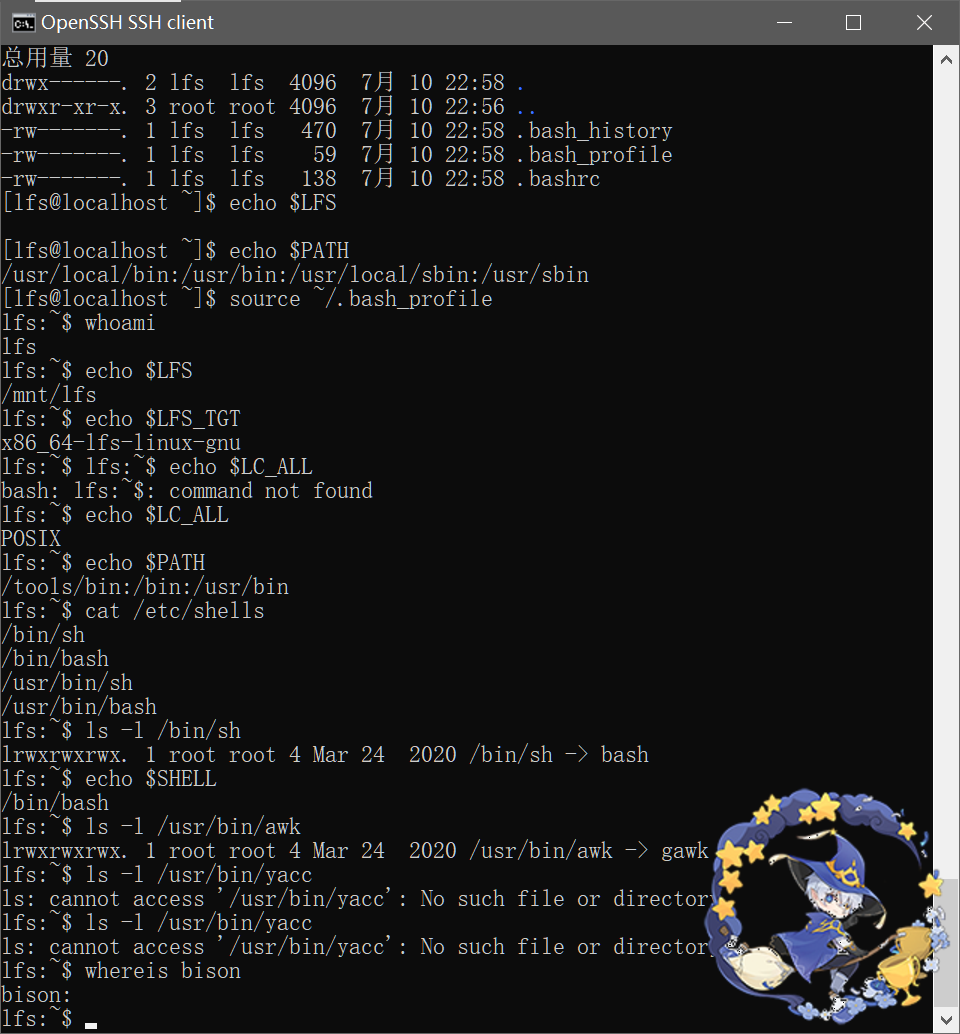 OpenSSH SSH client
总用量 20
drwx------. 2 lfs  lfs  4096  7月 10 22:58 .
drwxr-xr-x. 3 root root 4096  7月 10 22:56 ..
-rw-------. 1 lfs  lfs   470  7月 10 22:58 .bash_history
-rw-------. 1 lfs  lfs    59  7月 10 22:58 .bash_profile
-rw-------. 1 lfs  lfs   138  7月 10 22:58 .bashrc
[lfs@localhost ~]$ echo $LFS
[lfs@localhost ~]$ echo $PATH
/usr/local/bin:/usr/bin:/usr/local/sbin:/usr/sbin
[lfs@localhost ~]$ source ~/.bash_profile
lfs:~$ whoami
lfs
lfs:~$ echo $LFS
/mnt/lfs
lfs:~$ echo $LFS_TGT
x86_64-lfs-linux-gnu
lfs:~$ lfs:~$ echo $LC_ALL
bash: lfs:~$: command not found
lfs:~$ echo $LC_ALL
POSIX
lfs:~$ echo $PATH
/tools/bin:/bin:/usr/bin
lfs:~$ cat /etc/shells
/bin/sh
/bin/bash
/usr/bin/sh
/usr/bin/bash
lfs:~$ ls -l /bin/sh
lrwxrwxrwx. 1 root root 4 Mar 24  2020 /bin/sh -> bash
lfs:~$ echo $SHELL
/bin/bash
lfs:~$ ls -l /usr/bin/awk
lrwxrwxrwx. 1 root root 4 Mar 24  2020 /usr/bin/awk -> gawk
lfs:~$ ls -l /usr/bin/yacc
ls: cannot access '/usr/bin/yacc': No such file or directory
lfs:~$ ls -l /usr/bin/yacc
ls: cannot access '/usr/bin/yacc': No such file or directory
lfs:~$ whereis bison
bison:
lfs:~$